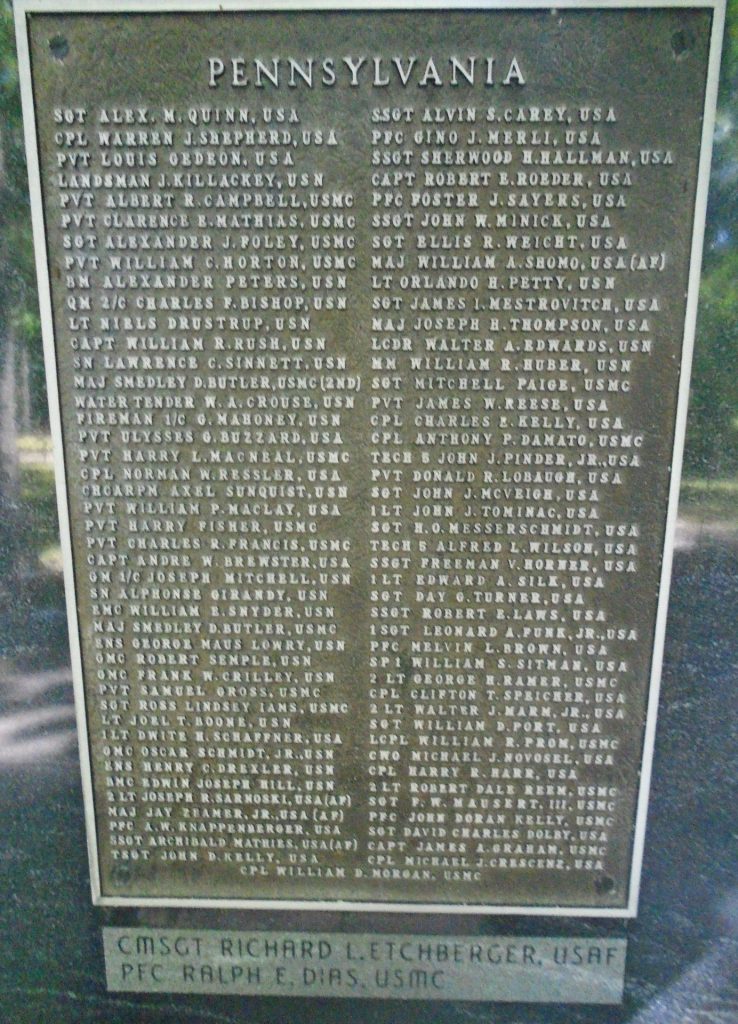 PENNSYLVANIA
SGT ALEX. M. QUINN, USA
CPL WARREN J. SHEPHERD, USA
PVT LOUIS GEDEON, USA
LANDSMAN J. KILLACKEY, USN
PVT ALBERT R. CAMPBELL, USMC
PVT CLARENCE E. MATHIAS, USMC
SGT ALEXANDER J. FOLEY, USMC
PVT WILLIAM C. HORTON, USMC
BM ALEXANDER PETERS, USN
QM 2/C CHARLES F. BISHOP, USN
LT NIELS DRUSTRUP, USN
CAPT WILLIAM R. RUSH, USN
SN LAWRENCE C. SINNETT, USN
MAJ SMEDLEY D. BUTLER, USMC (2ND)
WATER TENDER W. A. CROUSE, USN
FIREMAN 1/C G. MAHONEY, USN
PVT ULYSSES G. BUZZARD, USA
PVT HARRY L. MACNEAL, USMC
CPL NORMAN W. RESSLER, USA
CHCARPM AXEL SUNQUIST, USN
PVT WILLIAM P. MACLAY, USA
PVT HARRY FISHER, USMC
PVT CHARLES R. FRANCIS, USMC
CAPT ANDRE W. BREWSTER, USA
GM 1/C JOSEPH MITCHELL, USN
SN ALPHONSE GIRANDY, USN
EMC WILLIAM E. SNYDER, USN
MAJ SMEDLEY D. BUTLER, USMC
ENS GEORGE MAUS LOWRY, USN
GMC ROBERT SEMPLE, USN
GMC FRANK W. CRILLEY, USN
PVT SAMUEL GROSS, USMC
SGT ROSS LINDSEY IAMS, USMC
LT JOEL T. BOONE, USN
1LT DWITE H. SCHAFFNER, USA
GMC OSCAR SCHMIDT, JR., USN
ENS HENRY C. DREXLER, USN
BMC EDWIN JOSEPH HILL, USN
2 LT JOSEPH R. SARNOSKI, USA (AF)
MAJ JAY ZEAMER, JR., USA (AF)
PFC A. W. KNAPPENBERGER, USA
SSGT ARCHIBALD MATHIES, USA (AF)
TSGT JOHN D. KELLY, USA
SSGT ALVIN S. CAREY, USA
PFC GINO J. MERLI, USA
SSGT SHERWOOD H. HALLMAN, USA
CAPT ROBERT E. ROEDER, USA
PFC FOSTER J. SAYERS, USA
SSGT JOHN W. MINICK, USA
SGT ELLIS R. WEICHT, USA
MAJ WILLIAM A. SHOMO, USA (AF)
LT ORLANDO H. PETTY, USN
SGT JAMES I. MESTROVITCH, USA
MAJ JOSEPH H. THOMPSON, USA
LCDR WALTER A. EDWARDS, USN
MM WILLIAM R. HUBER, USN
SGT MITCHELL PAIGE, USMC
PVT JAMES W. REESE, USA
CPL CHARLES E. KELLY, USA
CPL ANTHONY P. DAMATO, USMC
TECH 5 JOHN J. PINDER, JR., USA
PVT DONALD R. LOBAUGH, USA
SGT JOHN J. MCVEIGH, USA
1LT JOHN J. TOMINAC, USA
SGT H. O. MESSERSCHMIDT, USA
TECH 5 ALFRED L. WILSON, USA
SSGT FREEMAN V. HORNER, USA
1 LT EDWARD A. SILK, USA
SGT DAY G. TURNER, USA
SSGT ROBERT E. LAWS, USA
1SGT LEONARD A. FUNK, JR., USA
PFC MELVIN L. BROWN, USA
SFC WILLIAM S. SITMAN, USA
2 LT GEORGE H. RAMER, USMC
CPL CLIFTON T. SPEICHER, USA
2 LT WALTER J. MARM, JR., USA
SGT WILLIAM D. PORT, USA
LCPL WILLIAM R. PROM, USMC
CWO MICHAEL J. NOVOSEL, USA
CPL HARRY R. HARR, USA
2 LT ROBERT DALE REEM, USMC
SGT F. W. MAUSERT, III, USMC
PFC JOHN DORAN KELLY, USMC
SGT DAVID CHARLES DOLBY, USA
CAPT JAMES A. GRAHAM, USMC
CPL MICHAEL J. CRESCENZ, USA
CPL WILLIAM D. MORGAN, USMC
CMSGT RICHARD L. ETCHBERGER, USAF
PFC RALPH E. DIAS, USMC